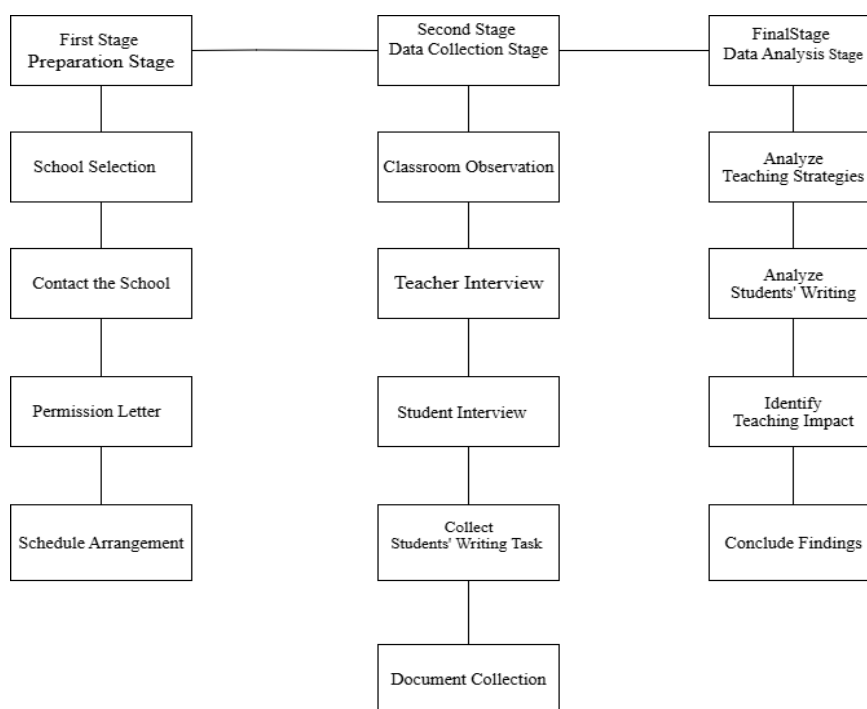 First Stage
Preparation Stage
School Selection
Contact the School
Permission Letter
Schedule Arrangement
Second Stage
Data Collection Stage
Classroom Observation
Teacher Interview
Student Interview
Collect
Students' Writing Task
Document Collection
FinalStage
Data Analysis Stage
Analyze
Teaching Strategies
Analyze
Students' Writing
Identify
Teaching Impact
Conclude Findings